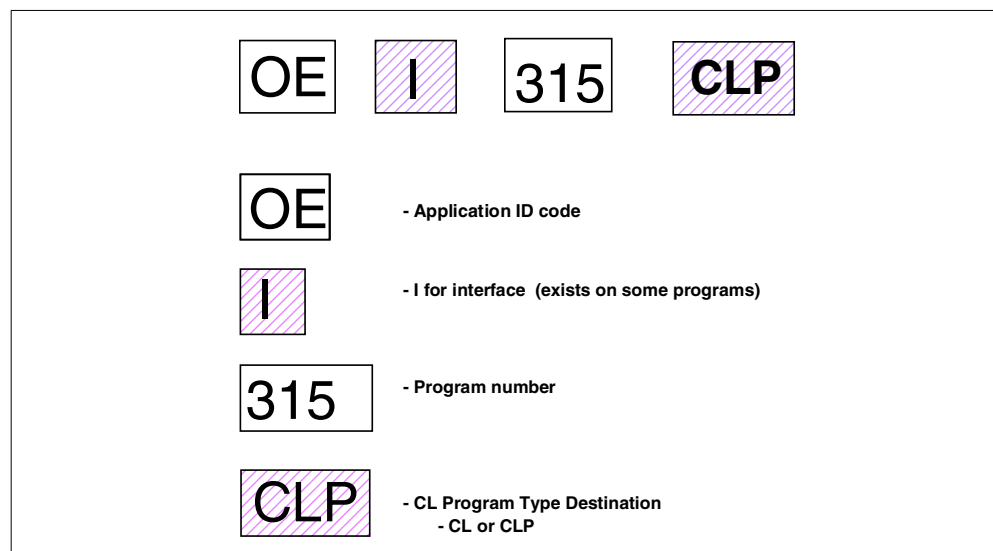 OE I 315 CLP
OE - Application ID code
I - I for interface (exists on some programs)
315 - Program number
CLP - CL Program Type Destination
- CL or CLP